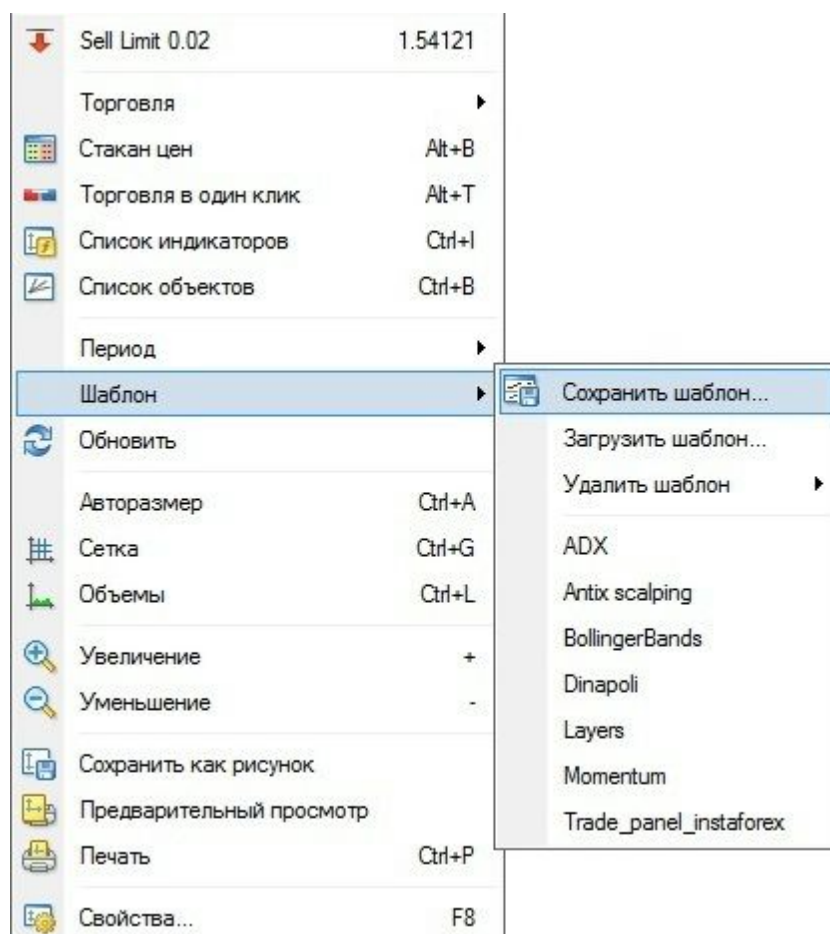 Sell Limit 0.02 1.54121
Торговля
Стакан цен Alt+B
Торговля в один клик Alt+T
Список индикаторов Ctrl+I
Список объектов Ctrl+B
Период
Шаблон
Обновить
Авторазмер Ctrl+A
Сетка Ctrl+G
Объемы Ctrl+L
Увеличение +
Уменьшение -
Сохранить как рисунок
Предварительный просмотр
Печать Ctrl+P
Свойства... F8
Сохранить шаблон...
Загрузить шаблон...
Удалить шаблон
ADX
Antix scalping
BollingerBands
Dinapoli
Layers
Momentum
Trade_panel_instaforex